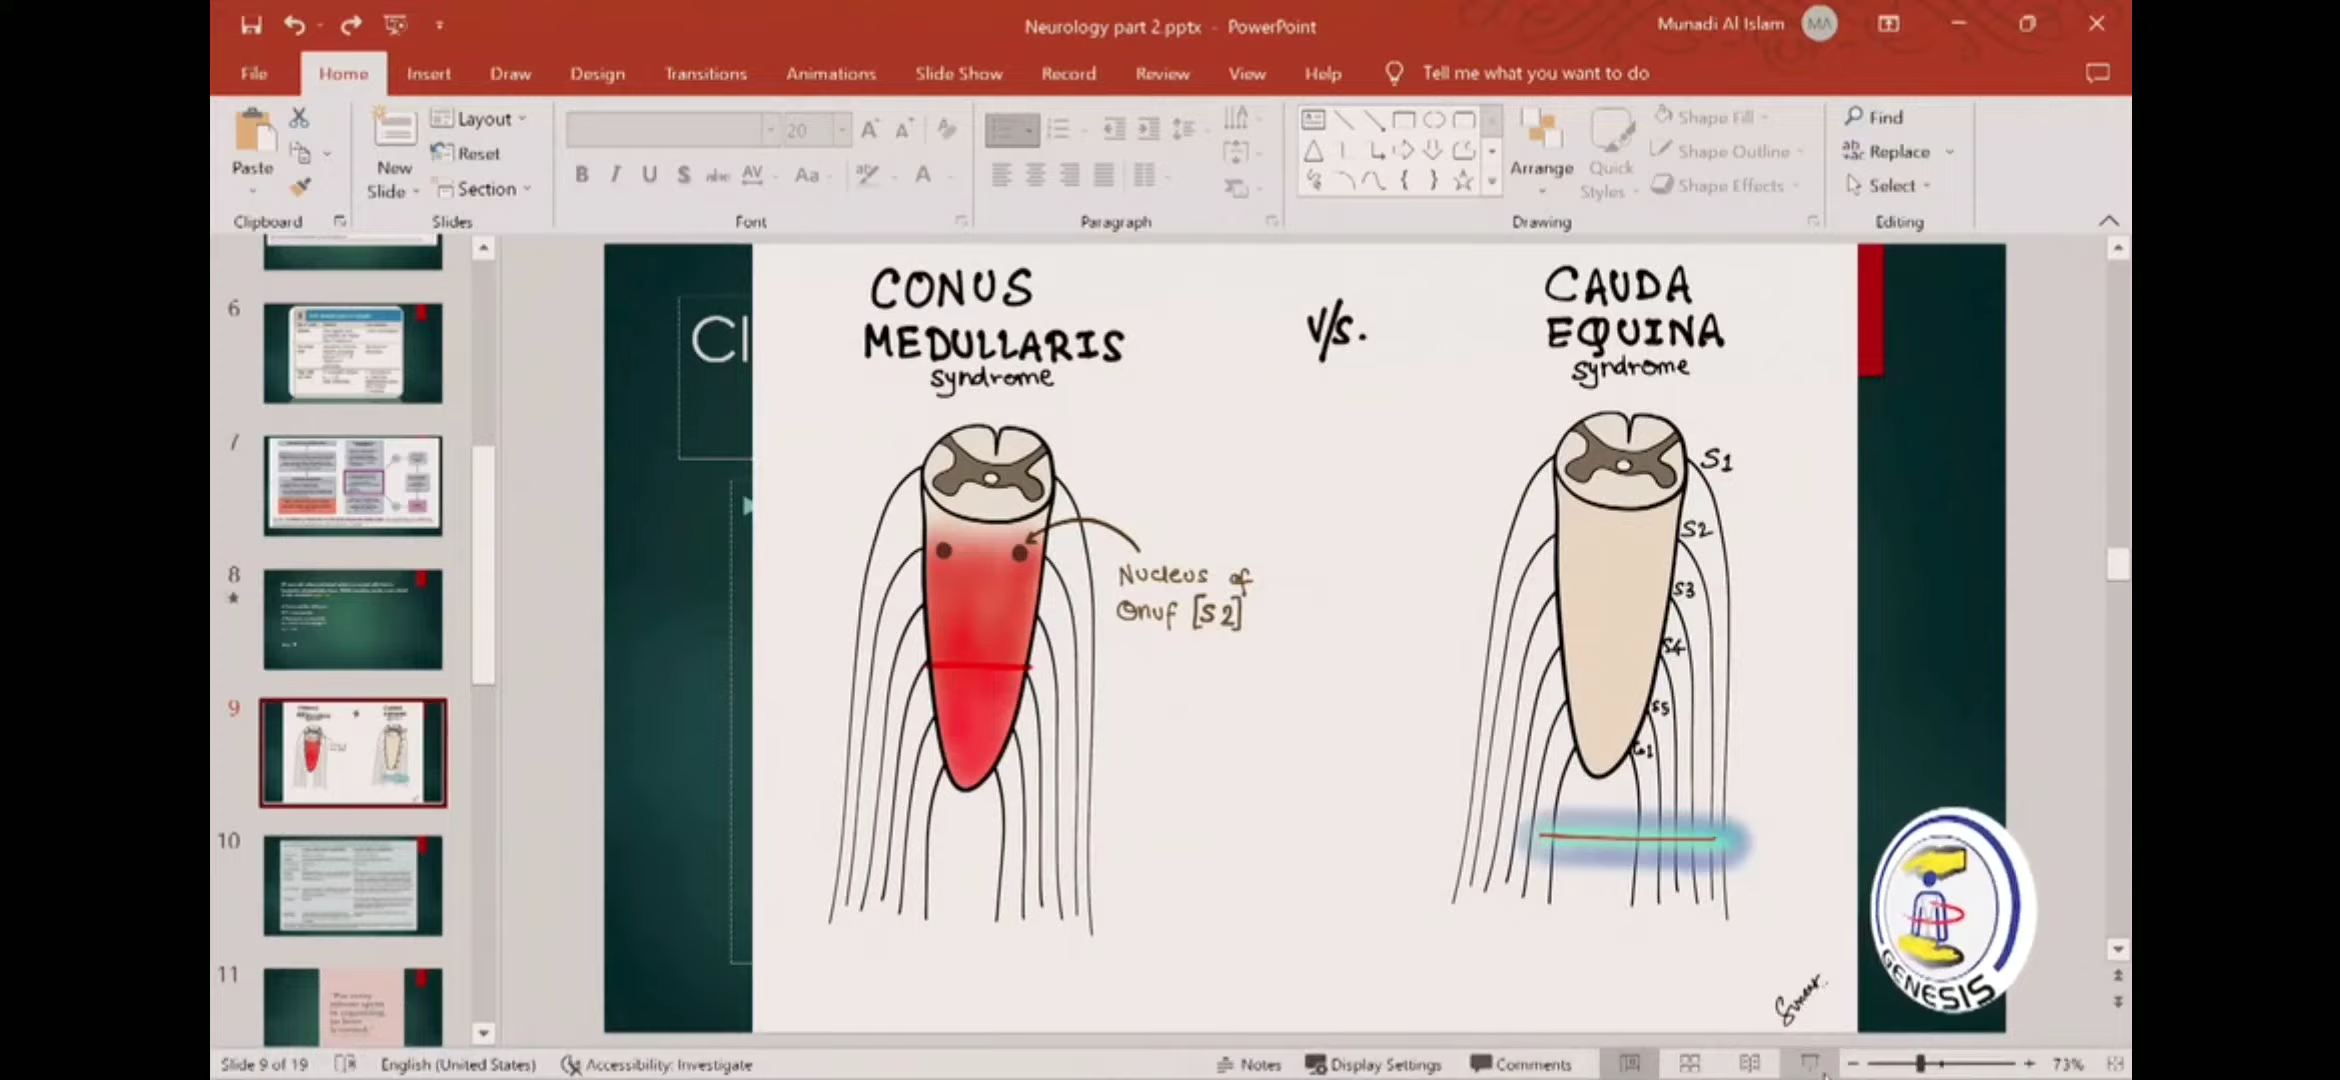 Neurology part 2.pptx - PowerPoint
Munadi Al Islam
MA
File Home Insert Draw Design Transitions Animations Slide Show Record Review View Help Tell me what you want to do
Paste
Clipboard
New
Slide
Layout
Reset
Section
Slides
20
B I U S abc AV Aa A
Font
Paragraph
Arrange
Quick
Styles
Shape Fill
Shape Outline
Shape Effects
Drawing
Find
Replace
Select
Editing
6
7
8
9
10
11
Cl
CONUS
MEDULLARIS
syndrome
V/S.
CAUDA
EQUINA
syndrome
Nucleus of
Onuf [S2]
S1
S2
S3
S4
S5
GENESIS
Slide 9 of 19
English (United States)
Accessibility: Investigate
Notes
Display Settings
Comments
73%